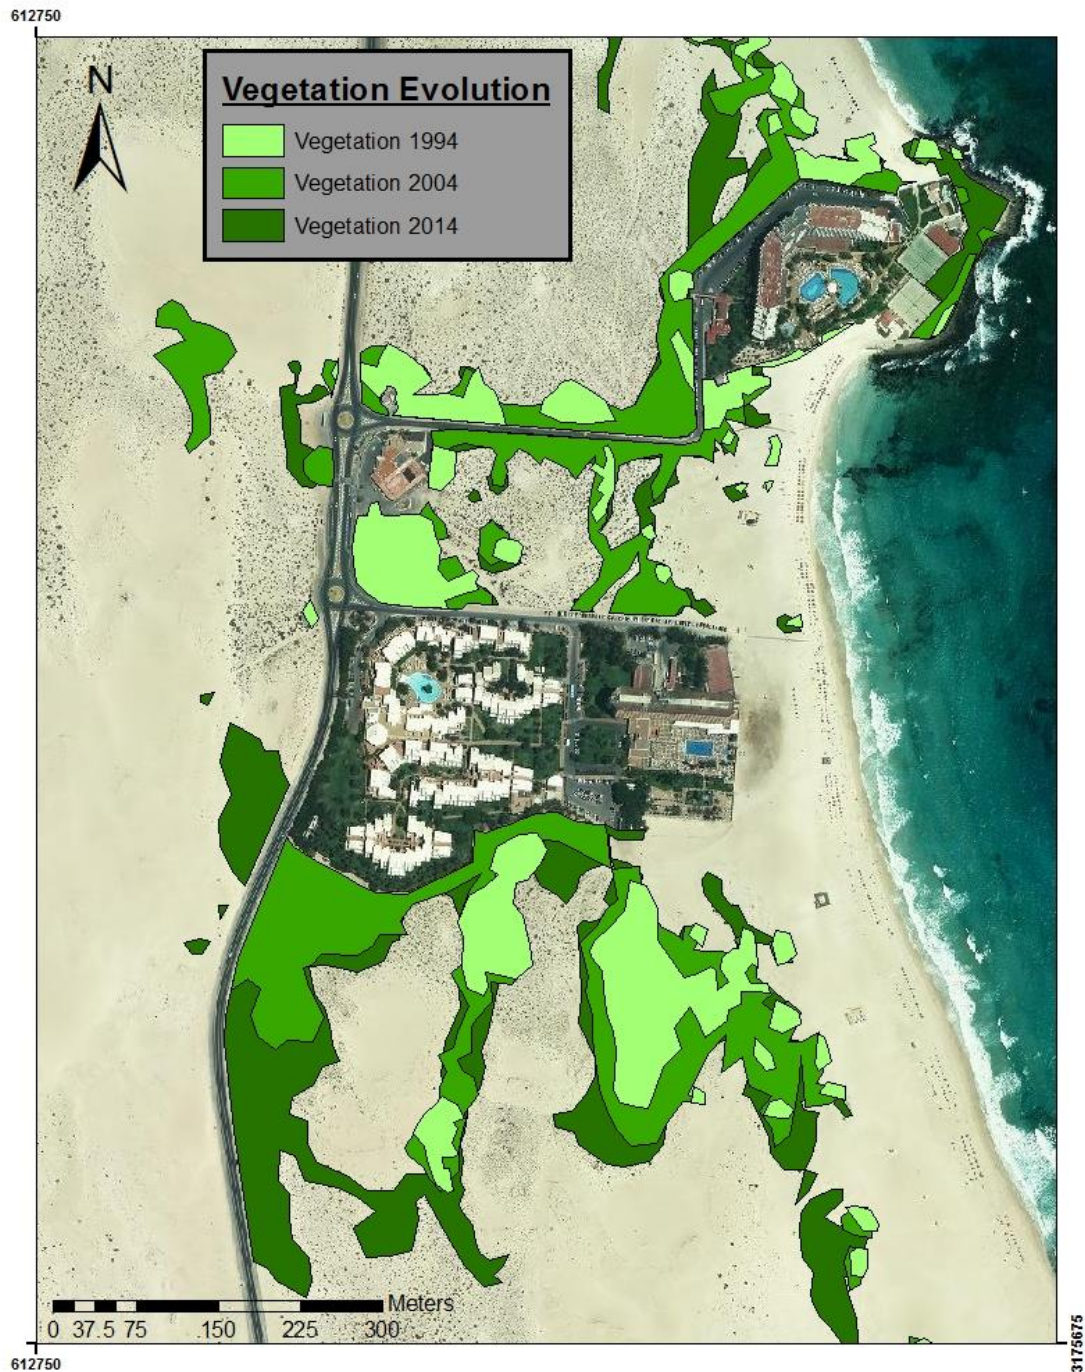 612750
N
Vegetation Evolution
Vegetation 1994
Vegetation 2004
Vegetation 2014
Meters
0 37.5 75 150 225 300
612750
3175675